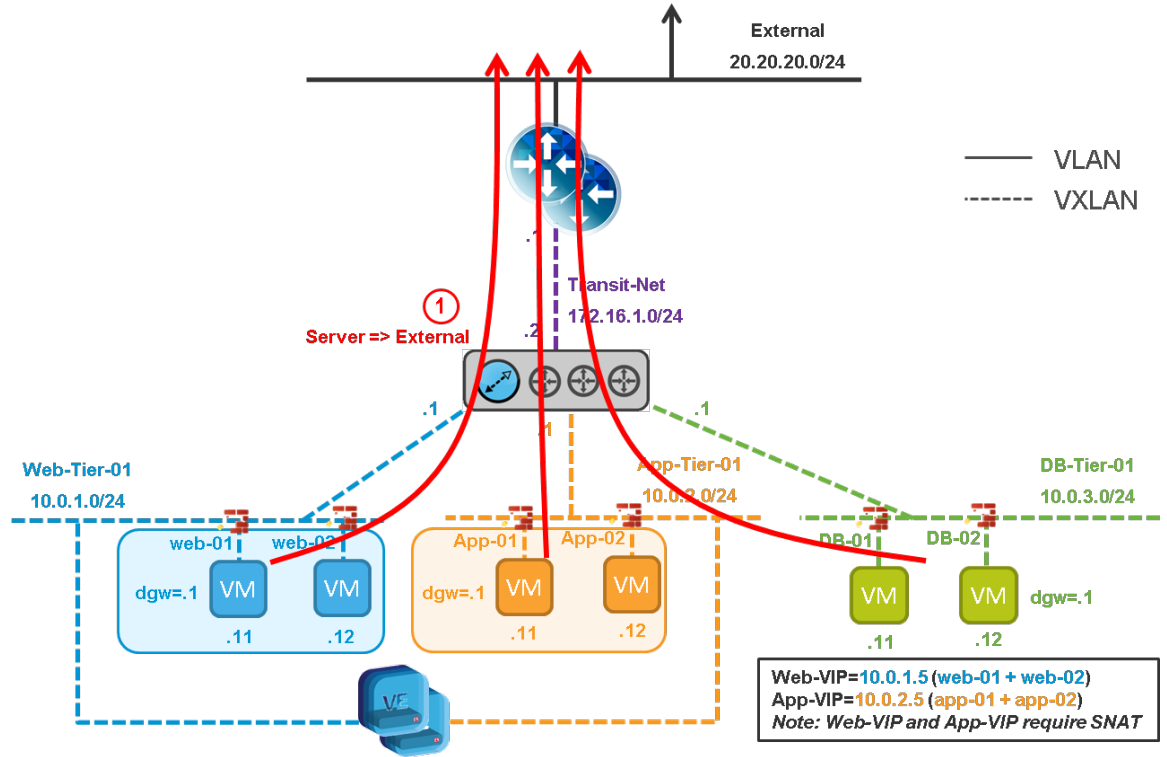 External
20.20.20.0/24
VLAN
VXLAN
.1
Transit-Net
172.16.1.0/24
1
Server => External
.2
.1
.1
.1
Web-Tier-01
10.0.1.0/24
App-Tier-01
10.0.2.0/24
DB-Tier-01
10.0.3.0/24
web-01
web-02
App-01
App-02
DB-01
DB-02
dgw=.1
VM
VM
dgw=.1
VM
VM
VM
VM
dgw=.1
.11
.12
.11
.12
.11
.12
VE
Web-VIP=10.0.1.5 (web-01 + web-02)
App-VIP=10.0.2.5 (app-01 + app-02)
Note: Web-VIP and App-VIP require SNAT